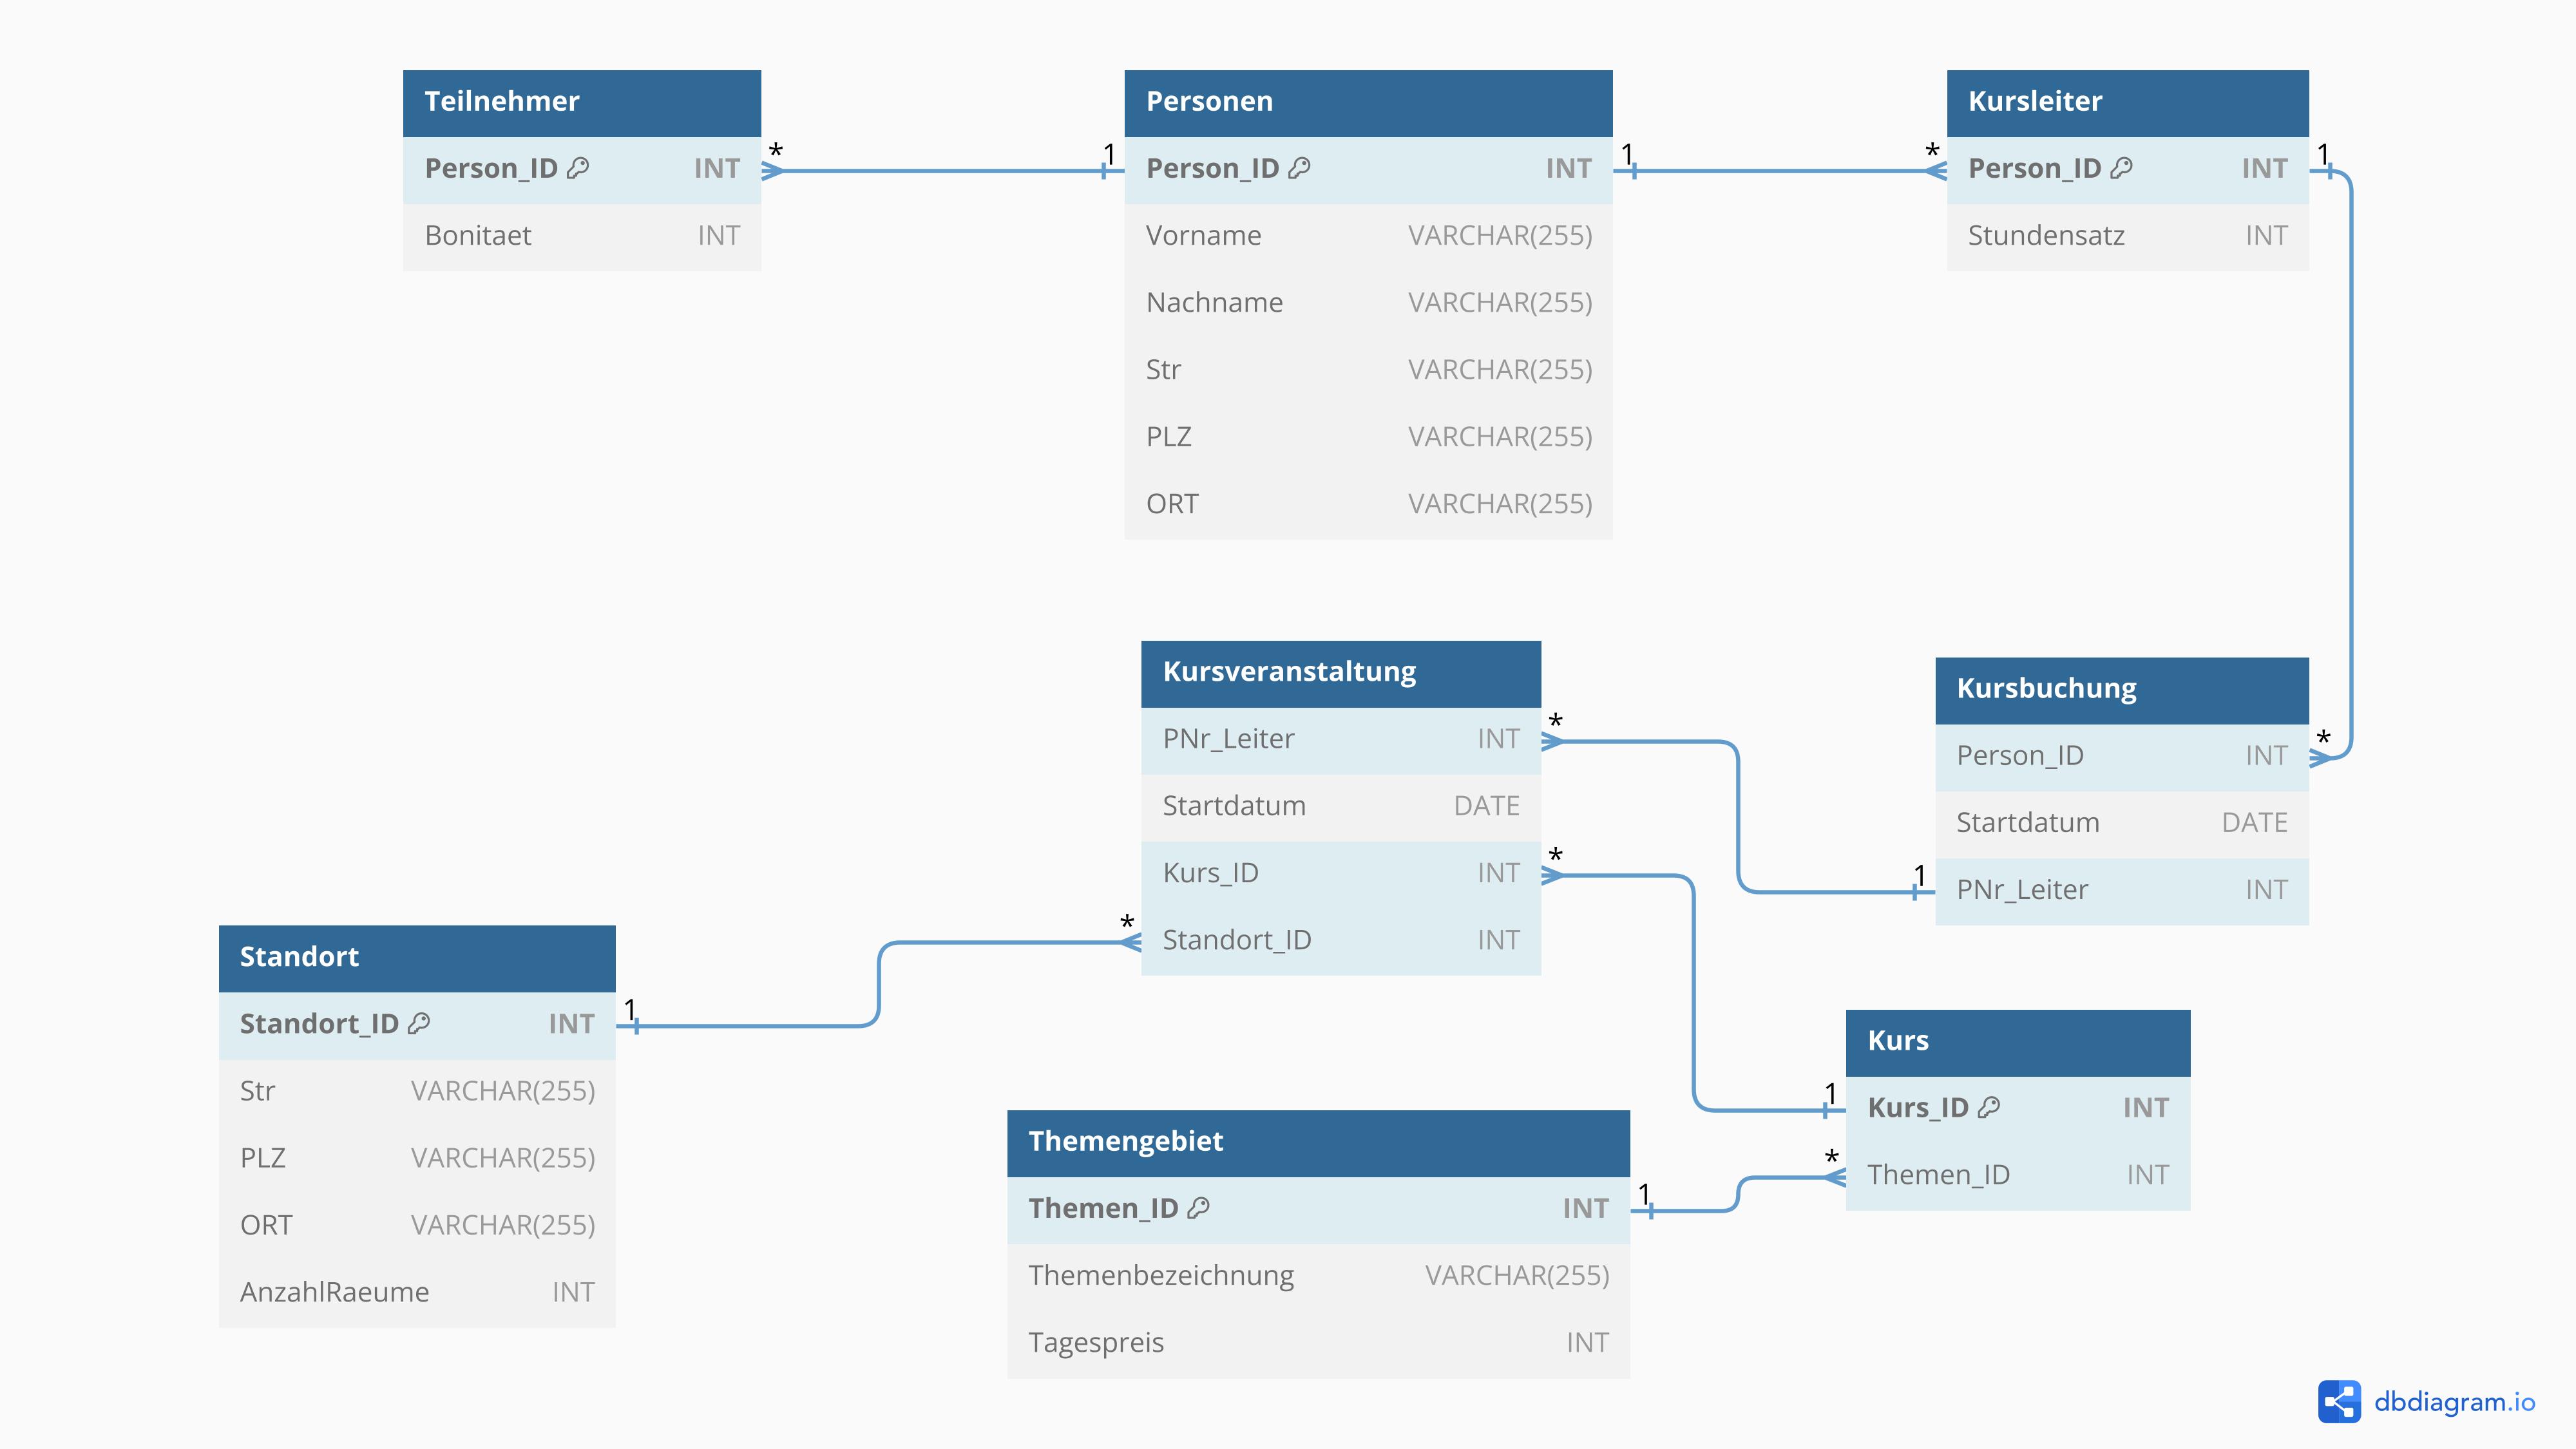 Teilnehmer
Person_ID INT
Bonitaet INT
* 1
Personen
Person_ID INT
Vorname VARCHAR(255)
Nachname VARCHAR(255)
Str VARCHAR(255)
PLZ VARCHAR(255)
ORT VARCHAR(255)
1 *
Kursleiter
Person_ID INT
Stundensatz INT
1
Kursveranstaltung
PNr_Leiter INT
Startdatum DATE
Kurs_ID INT
Standort_ID INT
*
*
*
Kursbuchung
Person_ID INT
Startdatum DATE
PNr_Leiter INT
*
1
Standort
Standort_ID INT
Str VARCHAR(255)
PLZ VARCHAR(255)
ORT VARCHAR(255)
AnzahlRaeume INT
1
Themengebiet
Themen_ID INT
Themenbezeichnung VARCHAR(255)
Tagespreis INT
1
Kurs
Kurs_ID INT
Themen_ID INT
1
*
dbdiagram.io